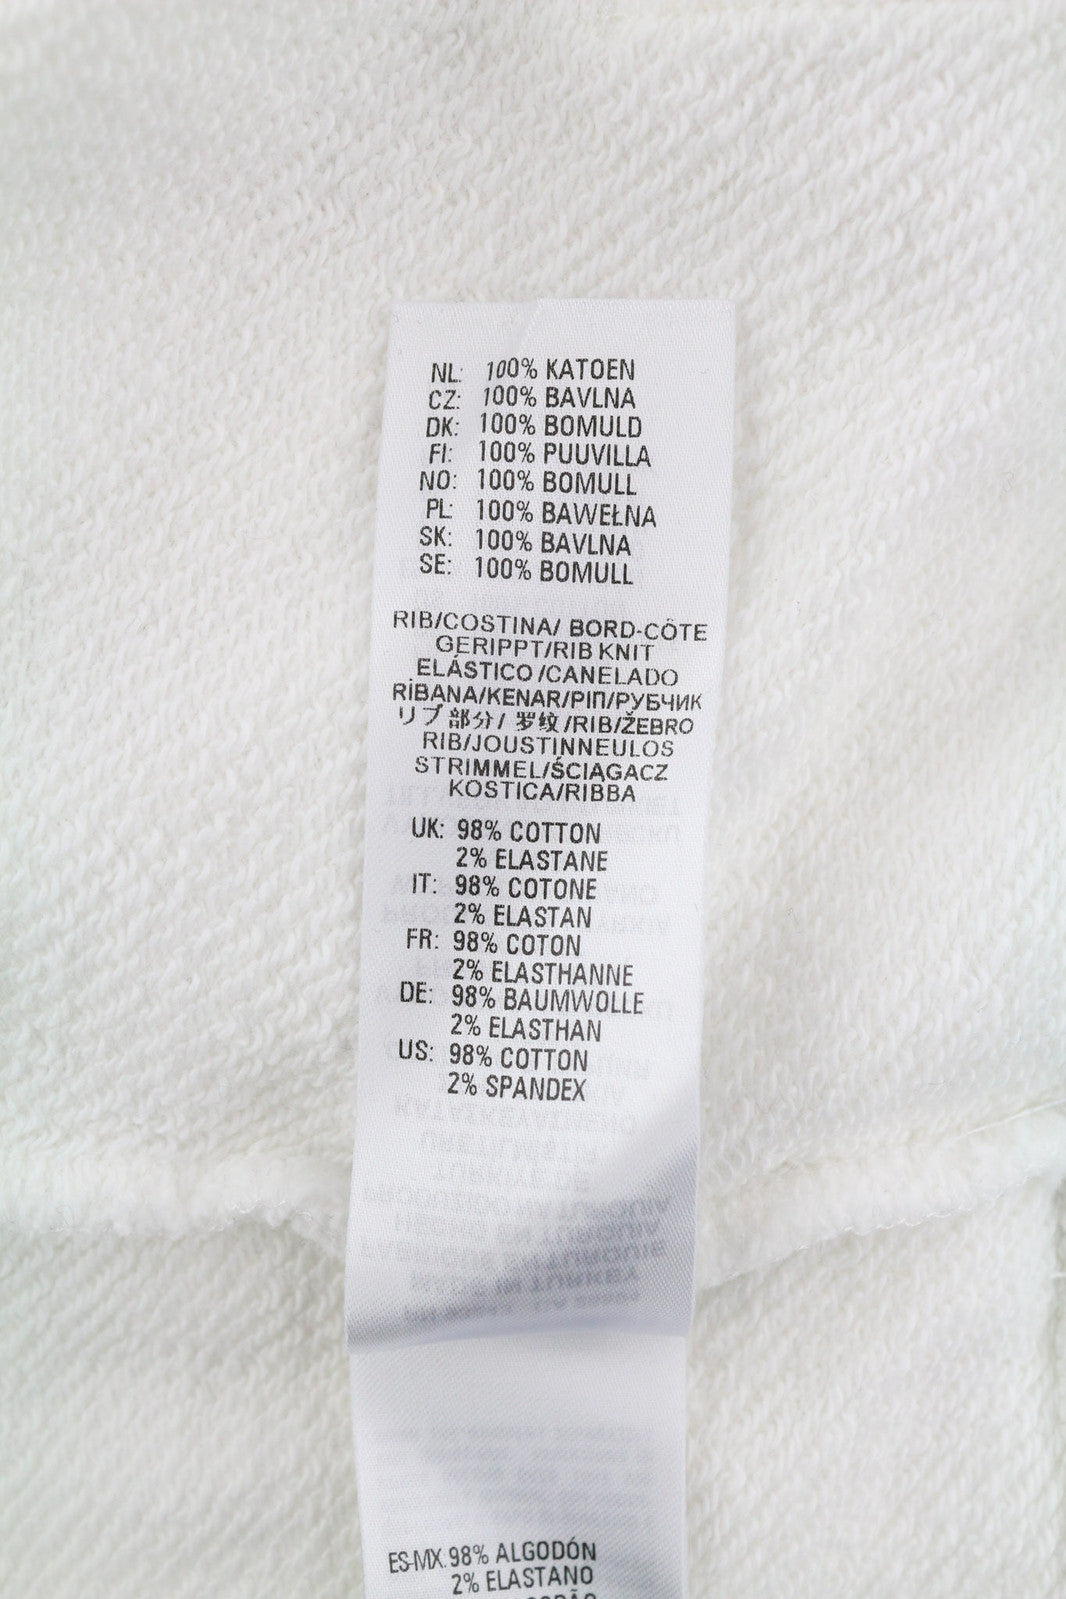 NL: 100% KATOEN
CZ: 100% BAVLNA
DK: 100% BOMULD
FI: 100% PUUVILLA
NO: 100% BOMULL
PL: 100% BAWEŁNA
SK: 100% BAVLNA
SE: 100% BOMULL
RIB/COSTINA/ BORD-CÔTE
GERIPPT/RIB KNIT
ELÁSTICO/CANELADO
RİBANA/KENAR/РІП/РУБЧИК
リブ部分/ 罗纹/RIB/ŽEBRO
RIB/JOUSTINNEULOS
STRIMMEL/ŚCIĄGACZ
KOSTICA/RIBBA
UK: 98% COTTON
2% ELASTANE
IT: 98% COTONE
2% ELASTAN
FR: 98% COTON
2% ELASTHANNE
DE: 98% BAUMWOLLE
2% ELASTHAN
US: 98% COTTON
2% SPANDEX
ES-MX. 98% ALGODÓN
2% ELASTANO